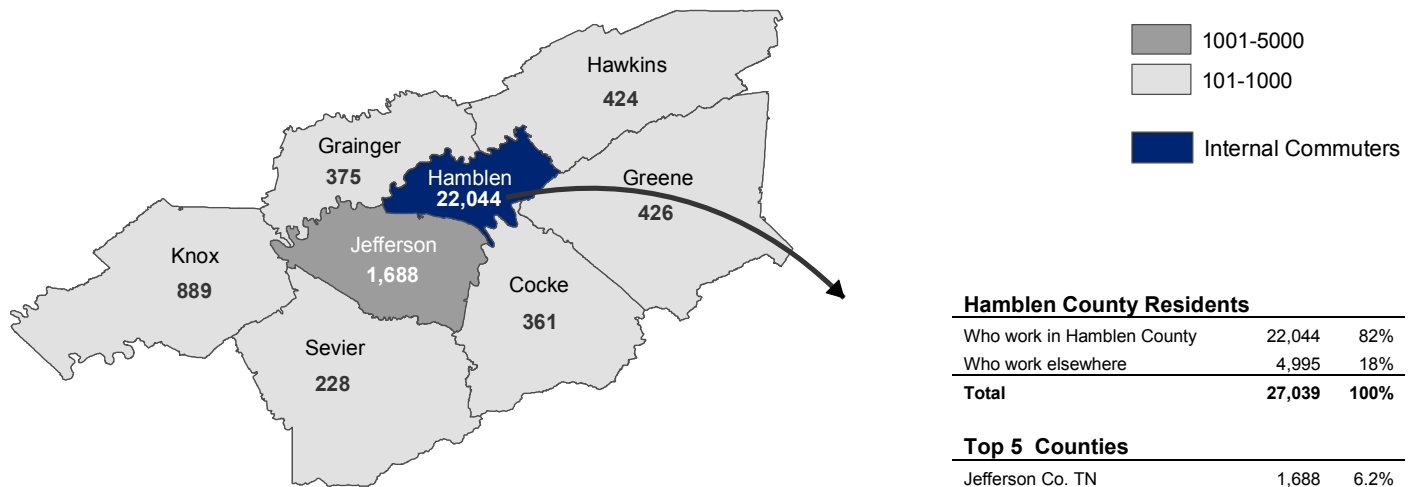 1001-5000
101-1000
Internal Commuters
Hawkins
424
Grainger
375
Hamblen
22,044
Greene
426
Jefferson
1,688
Knox
889
Cocke
361
Sevier
228
Hamblen County Residents
Who work in Hamblen County 22,044 82%
Who work elsewhere 4,995 18%
Total 27,039 100%
Top 5 Counties
Jefferson Co. TN 1,688 6.2%